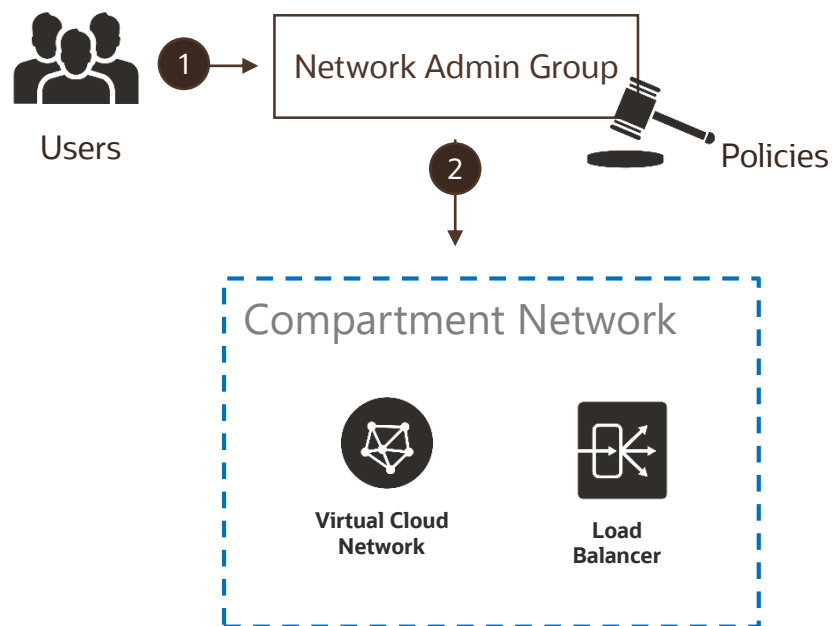 1
Network Admin Group
Users
Policies
2
Compartment Network
Virtual Cloud
Network
Load
Balancer